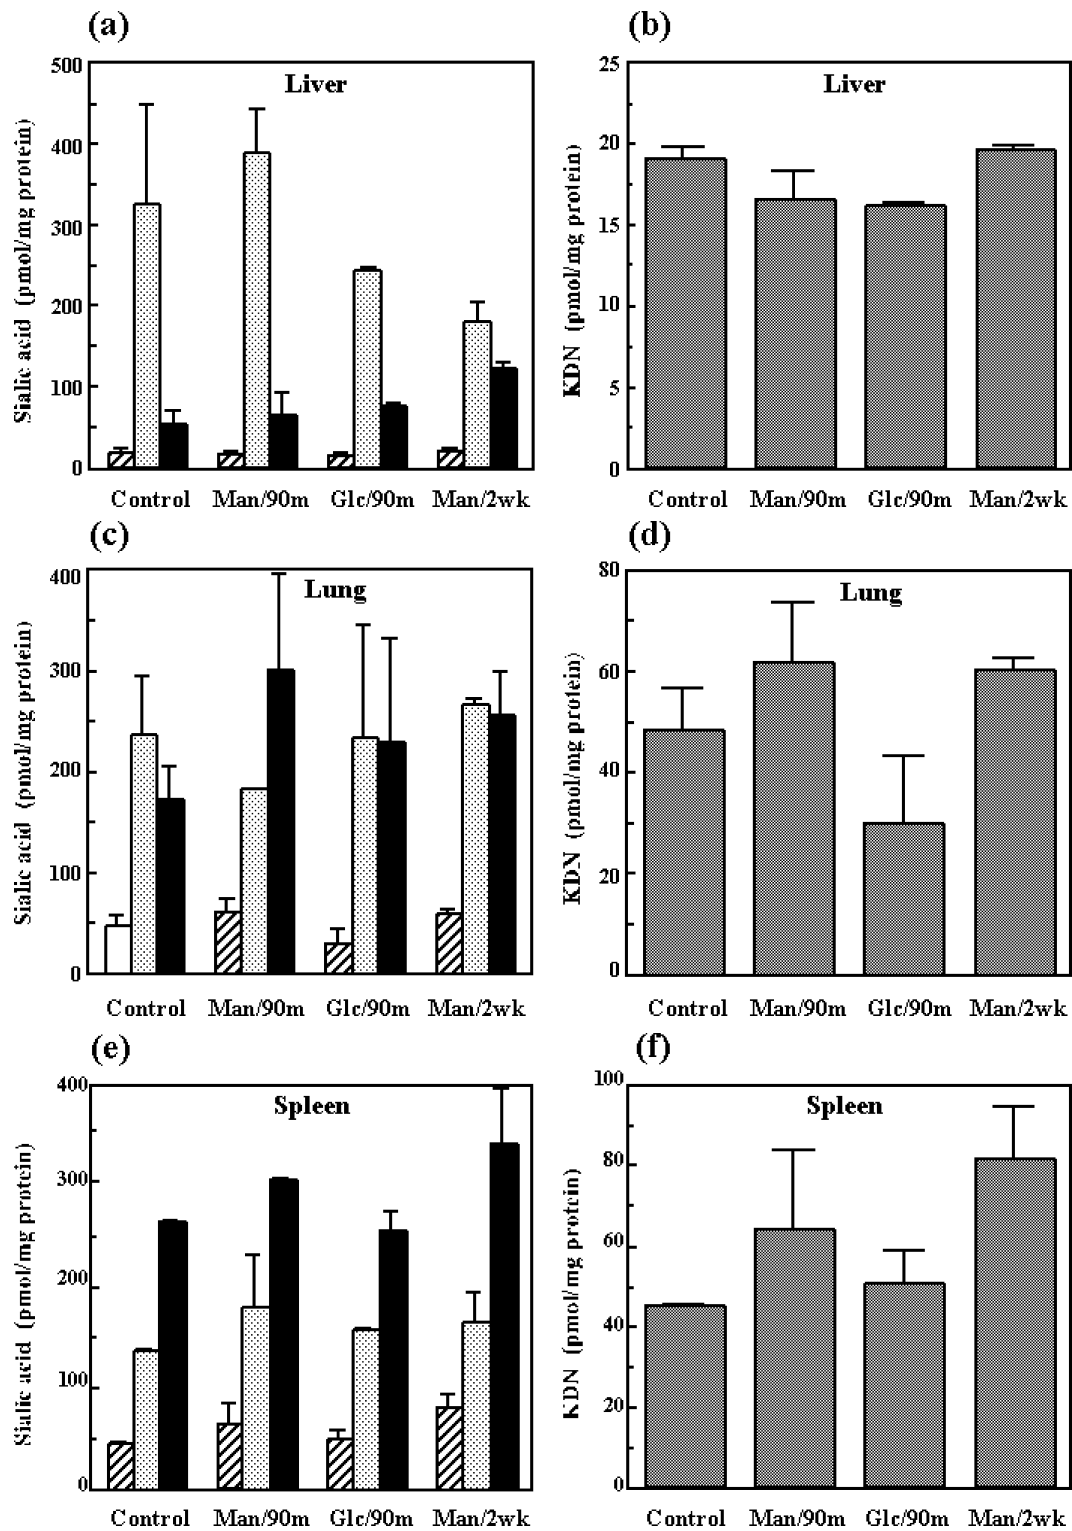 (a)
Liver
Sialic acid (pmol/mg protein)
500
400
300
200
100
0
Control Man/90m Glc/90m Man/2wk
(b)
Liver
KDN (pmol/mg protein)
25
20
15
10
5
0
Control Man/90m Glc/90m Man/2wk
(c)
Lung
Sialic acid (pmol/mg protein)
400
300
200
100
0
Control Man/90m Glc/90m Man/2wk
(d)
Lung
KDN (pmol/mg protein)
80
60
40
20
0
Control Man/90m Glc/90m Man/2wk
(e)
Spleen
Sialic acid (pmol/mg protein)
400
300
200
100
0
Control Man/90m Glc/90m Man/2wk
(f)
Spleen
KDN (pmol/mg protein)
100
80
60
40
20
0
Control Man/90m Glc/90m Man/2wk